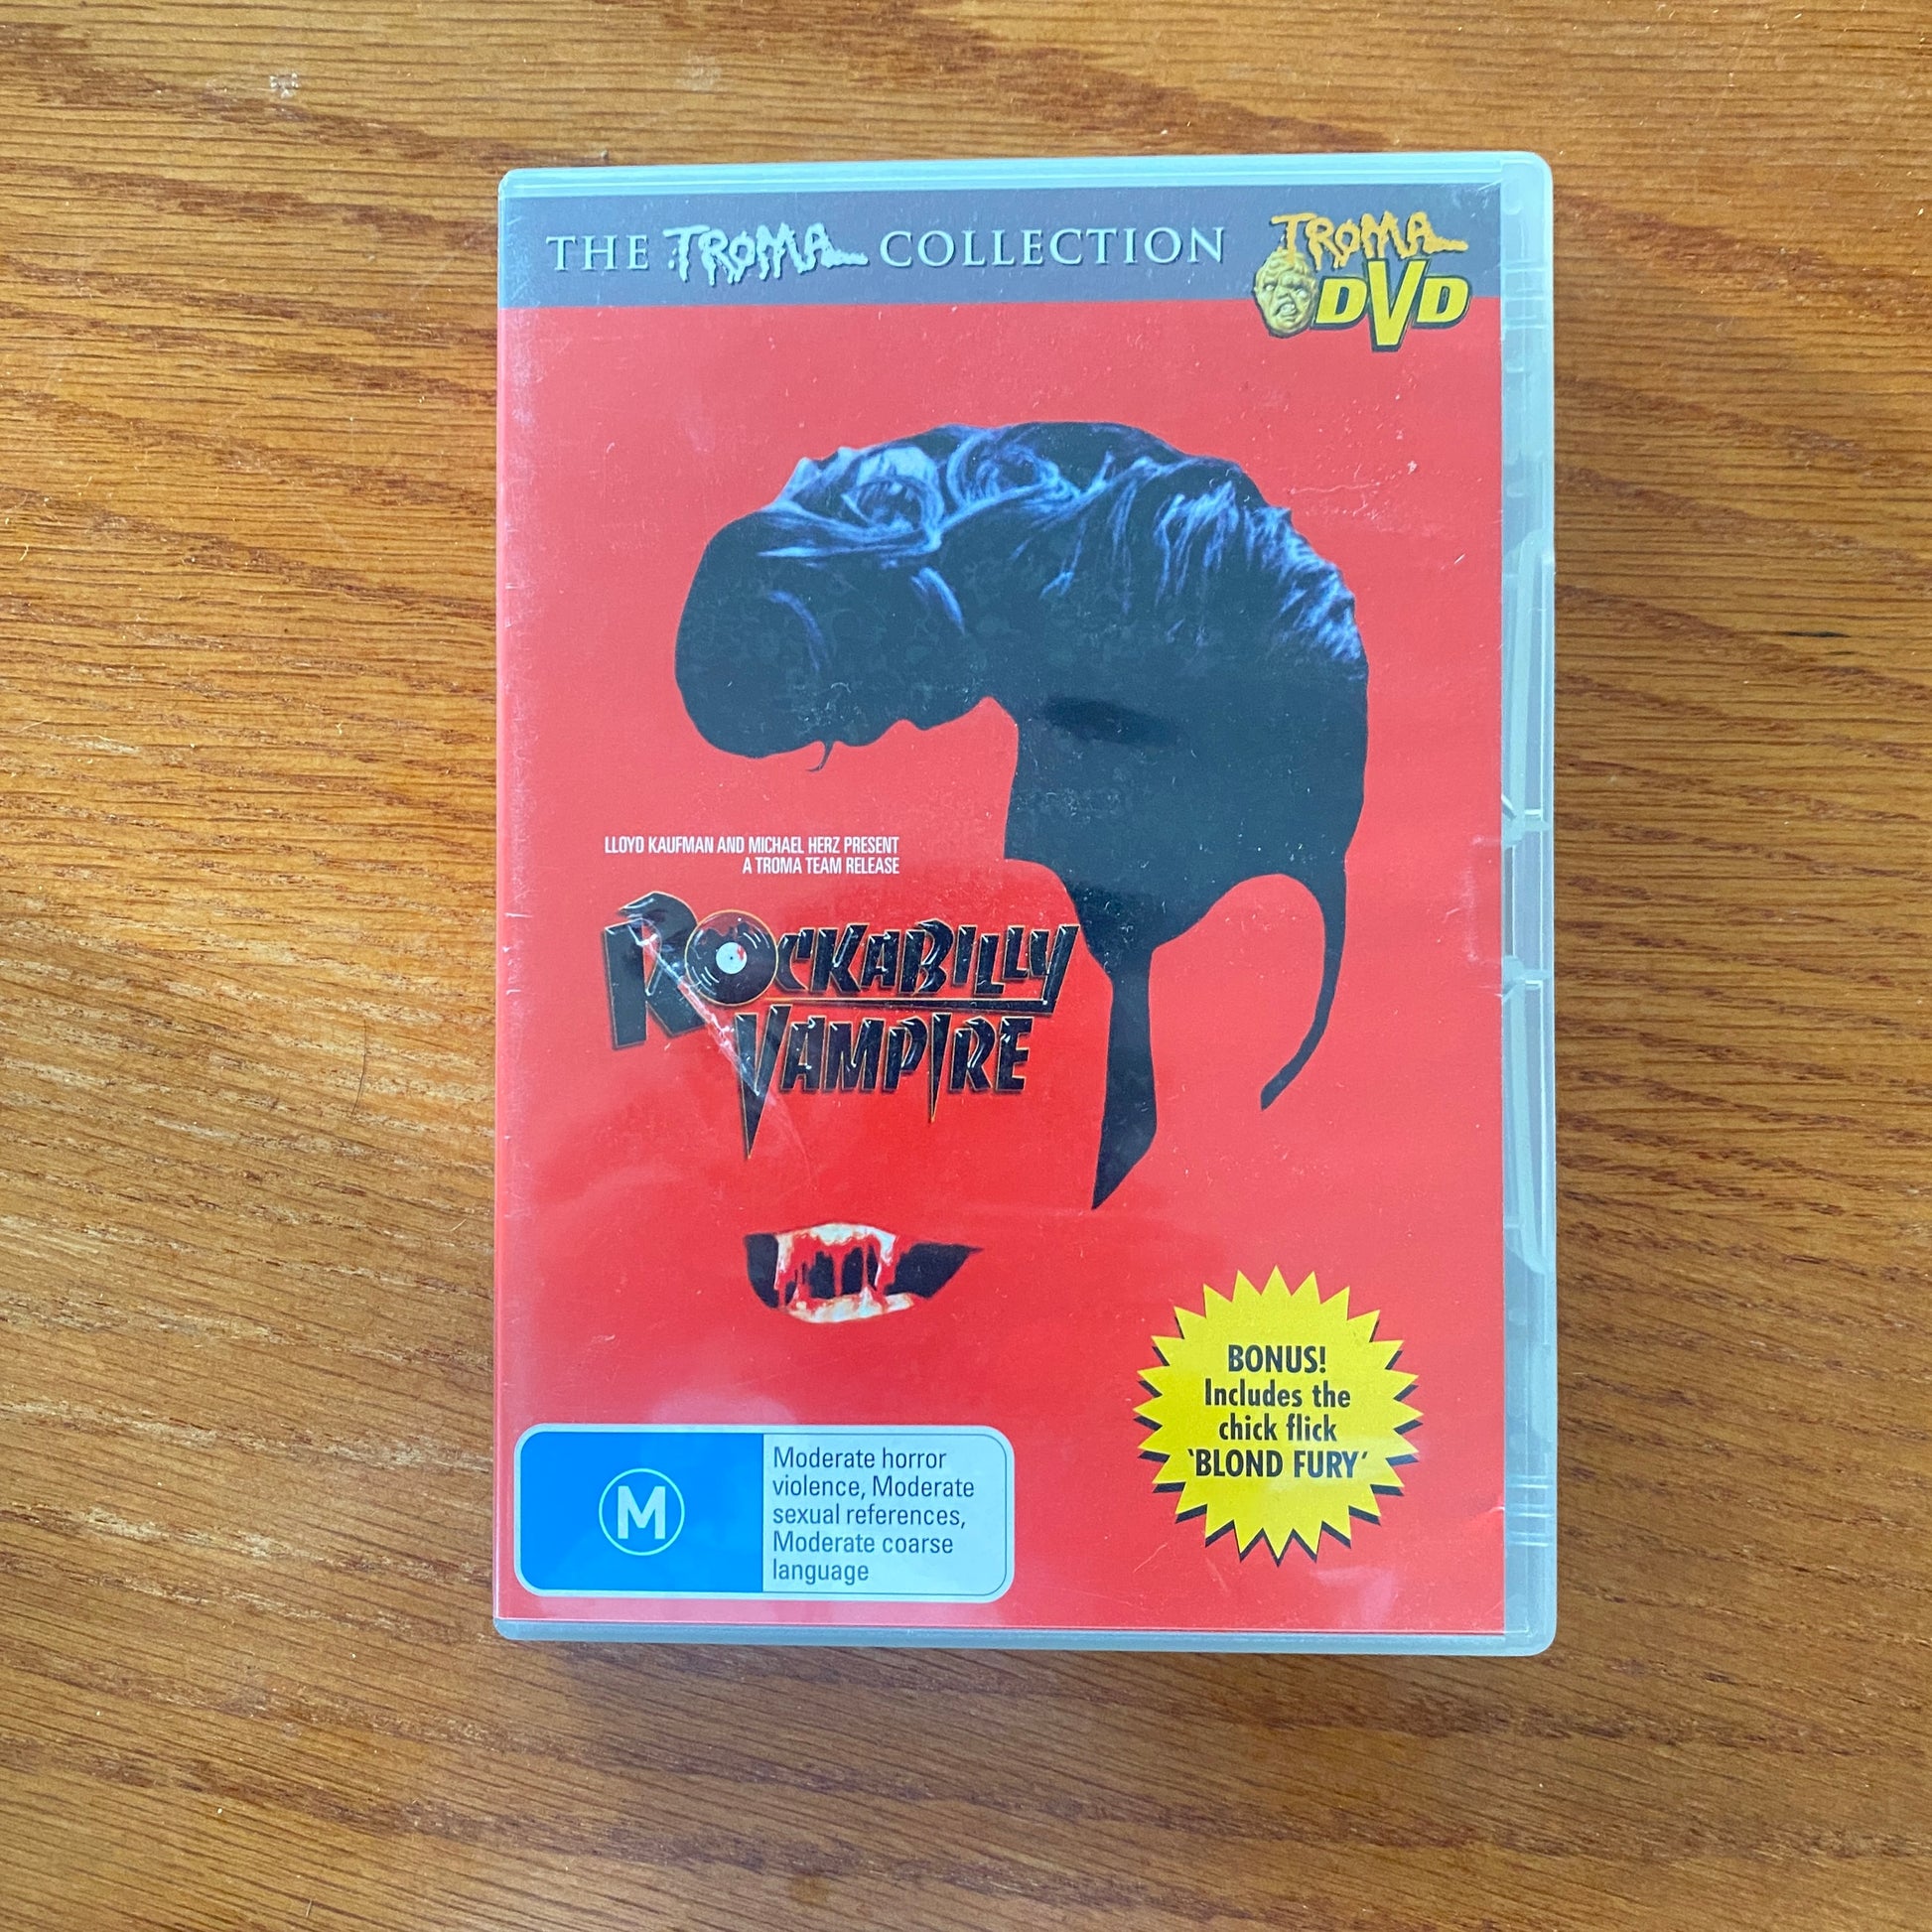 THE TROMA COLLECTION
TROMA
DVD
LLOYD KAUFMAN AND MICHAEL HERZ PRESENT
A TROMA TEAM RELEASE
ROCKABILLY
VAMPIRE
BONUS!
Includes the
chick flick
‘BLOND FURY’
M
Moderate horror
violence, Moderate
sexual references,
Moderate coarse
language